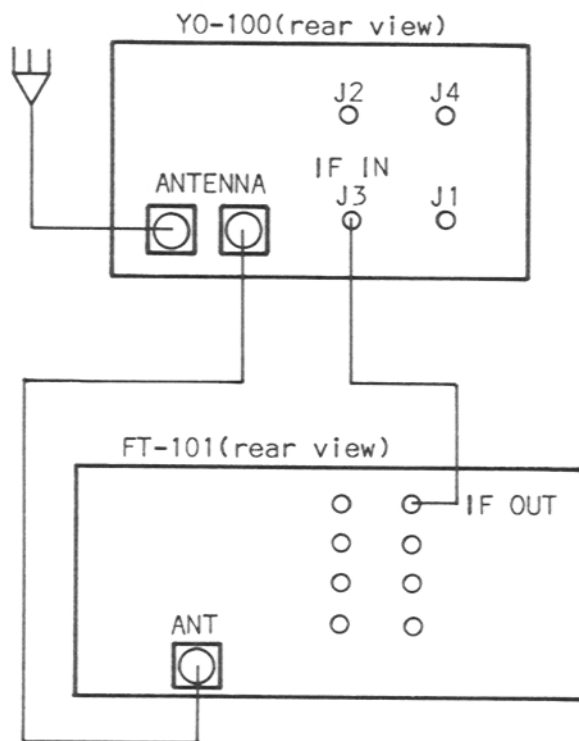 YO-100(rear view)
J2 J4
IF IN
J3 J1
ANTENNA
FT-101(rear view)
IF OUT
ANT